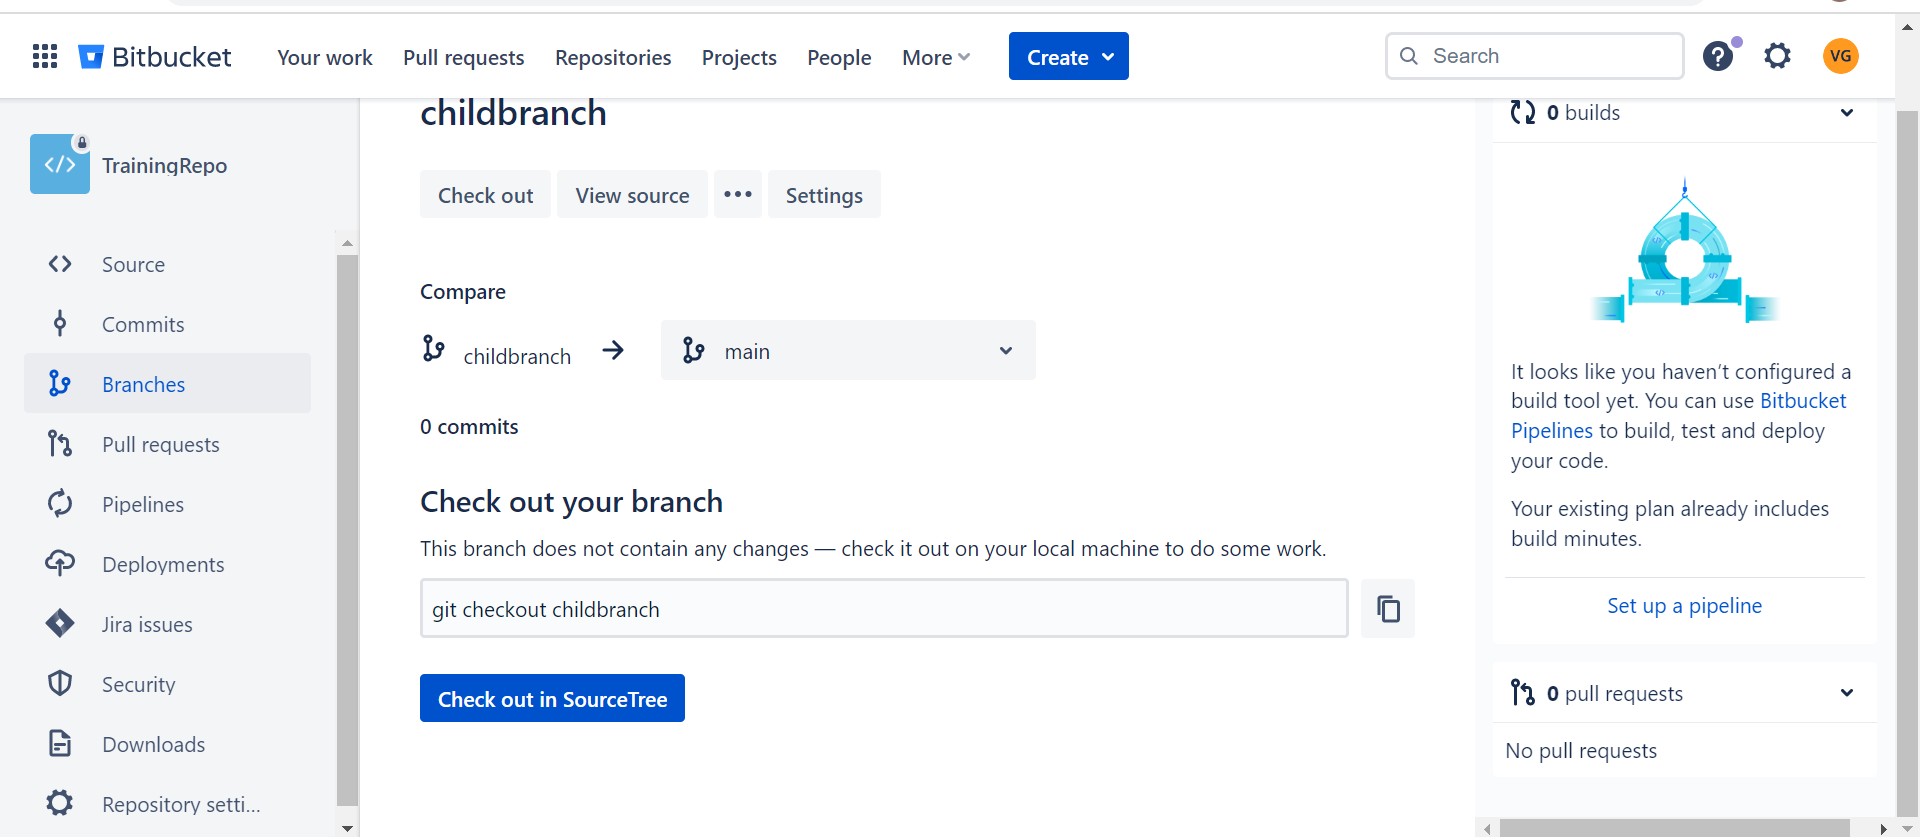 Bitbucket
Your work
Pull requests
Repositories
Projects
People
More
Create
Search
VG
TrainingRepo
Source
Commits
Branches
Pull requests
Pipelines
Deployments
Jira issues
Security
Downloads
Repository setti...
childbranch
Check out
View source
Settings
Compare
childbranch
main
0 commits
Check out your branch
This branch does not contain any changes — check it out on your local machine to do some work.
git checkout childbranch
Check out in SourceTree
0 builds
It looks like you haven’t configured a
build tool yet. You can use Bitbucket
Pipelines to build, test and deploy
your code.
Your existing plan already includes
build minutes.
Set up a pipeline
0 pull requests
No pull requests